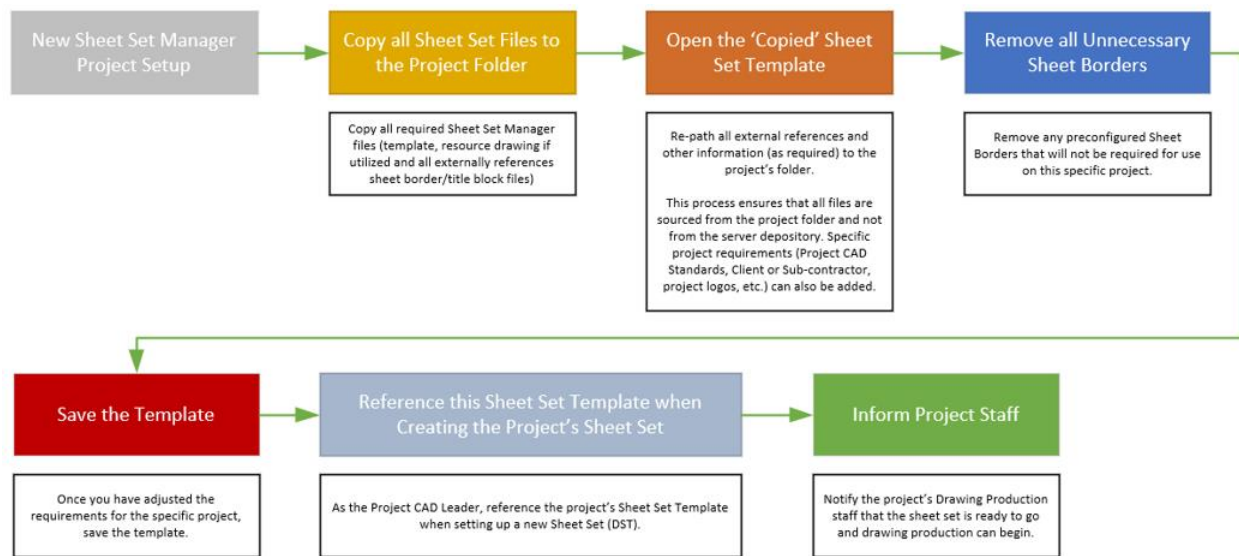 New Sheet Set Manager
Project Setup
Copy all Sheet Set Files to
the Project Folder
Open the ‘Copied’ Sheet
Set Template
Remove all Unnecessary
Sheet Borders
Copy all required Sheet Set Manager
files (template, resource drawing if
utilized and all externally references
sheet border/title block files)
Re-path all external references and
other information (as required) to the
project’s folder.
This process ensures that all files are
sourced from the project folder and not
from the server depository. Specific
project requirements (Project CAD
Standards, Client or Sub-contractor,
project logos, etc.) can also be added.
Remove any preconfigured Sheet
Borders that will not be required for use
on this specific project.
Save the Template
Reference this Sheet Set Template when
Creating the Project’s Sheet Set
Inform Project Staff
Once you have adjusted the
requirements for the specific project,
save the template.
As the Project CAD Leader, reference the project’s Sheet Set Template
when setting up a new Sheet Set (DST).
Notify the project’s Drawing Production
staff that the sheet set is ready to go
and drawing production can begin.